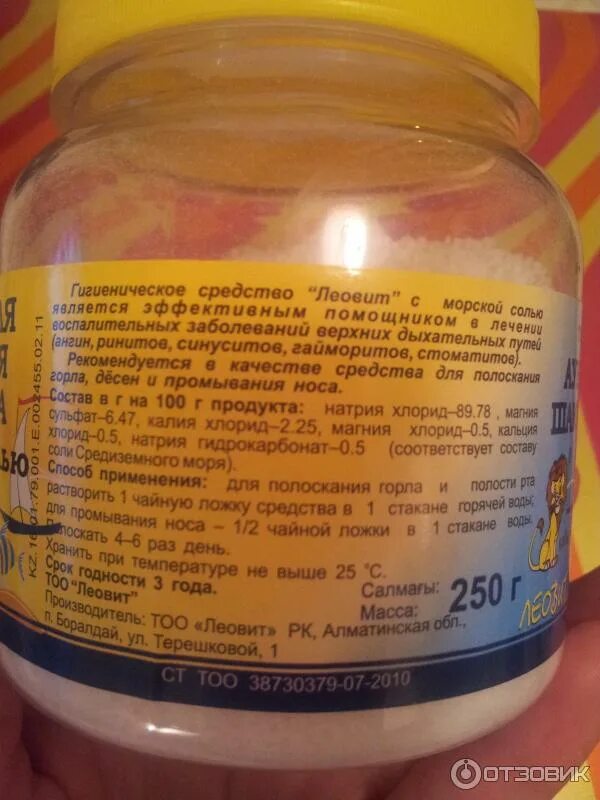 Гигиеническое средство "Леовит" с морской солью
является эффективным помощником в лечении
воспалительных заболеваний верхних дыхательных путей
(ангин, ринитов, синуситов, гайморитов, стоматитов).
Рекомендуется в качестве средства для полоскания
горла, дёсен и промывания носа.
Состав в г на 100 г продукта: натрия хлорид–89.78 , магния
сульфат–6.47, калия хлорид–2.25, магния хлорид–0.5, кальция
хлорид–0.5, натрия гидрокарбонат–0.5 (соответствует составу
соли Средиземного моря).
Способ применения: для полоскания горла и полости рта
растворить 1 чайную ложку средства в 1 стакане горячей воды;
для промывания носа – 1/2 чайной ложки в 1 стакане воды.
Полоскать 4–6 раз день.
Хранить при температуре не выше 25 °С.
Срок годности 3 года.
ТОО "Леовит"
Салмағы:
Масса: 250 г
Производитель: ТОО «Леовит» РК, Алматинская обл.,
п. Боралдай, ул. Терешковой, 1
СТ ТОО 38730379-07-2010
ЛЕОВИТ
ОТЗОВИК